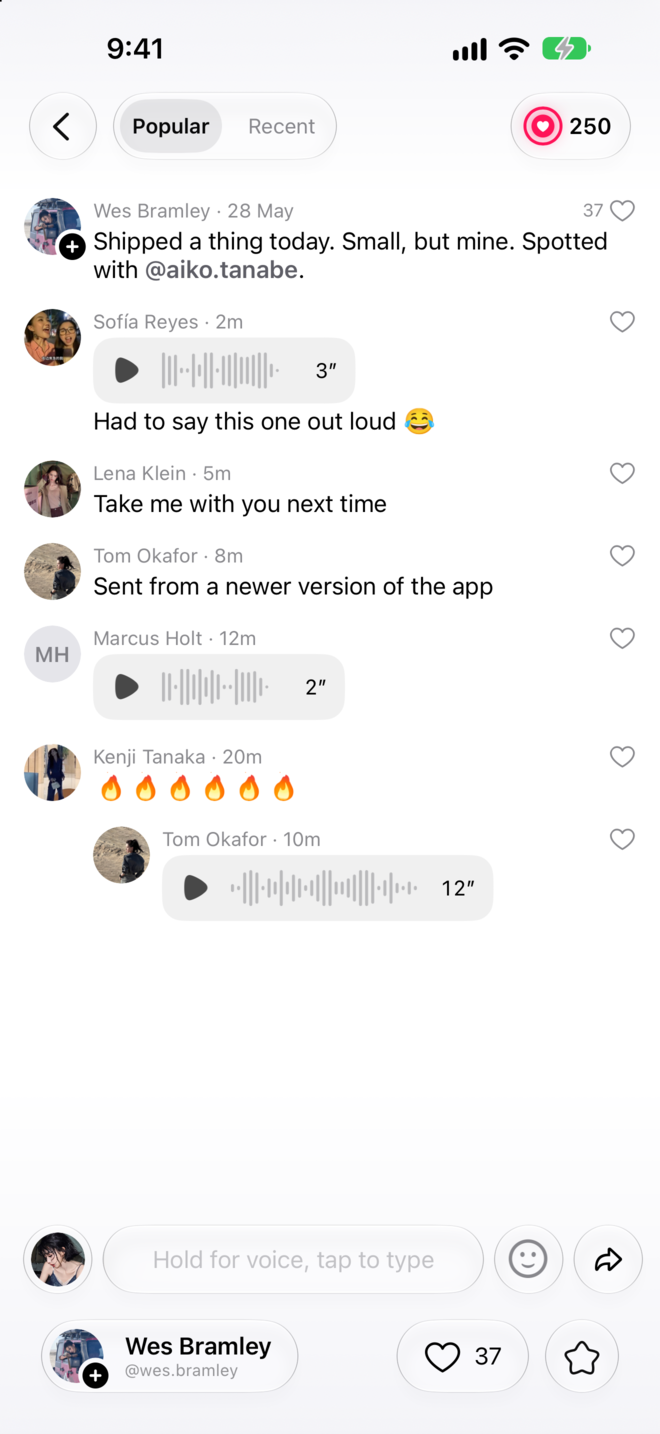 9:41
Popular
Recent
250
Wes Bramley · 28 May
37
Shipped a thing today. Small, but mine. Spotted
with @aiko.tanabe.
Sofía Reyes · 2m
3″
Had to say this one out loud 😂
Lena Klein · 5m
Take me with you next time
Tom Okafor · 8m
Sent from a newer version of the app
MH
Marcus Holt · 12m
2″
Kenji Tanaka · 20m
🔥🔥🔥🔥🔥🔥
Tom Okafor · 10m
12″
Hold for voice, tap to type
Wes Bramley
@wes.bramley
37